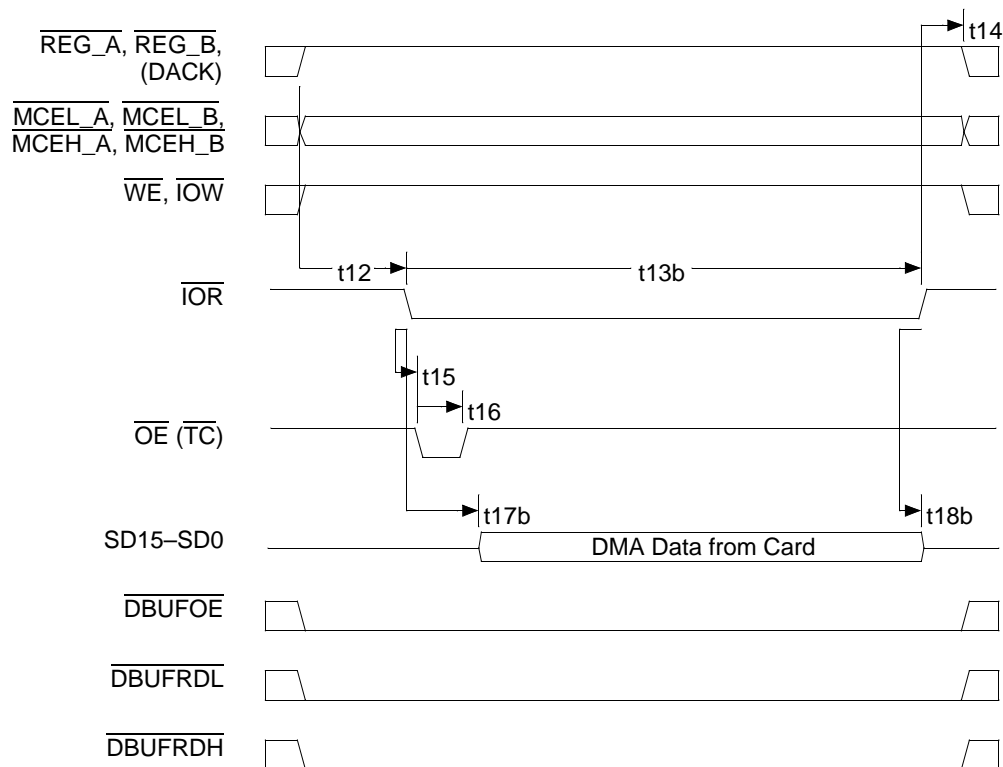 REG_A, REG_B,
(DACK)
t14
MCEL_A, MCEL_B,
MCEH_A, MCEH_B
WE, IOW
t12
t13b
IOR
t15
t16
OE (TC)
t17b
t18b
SD15–SD0
DMA Data from Card
DBUFOE
DBUFRDL
DBUFRDH